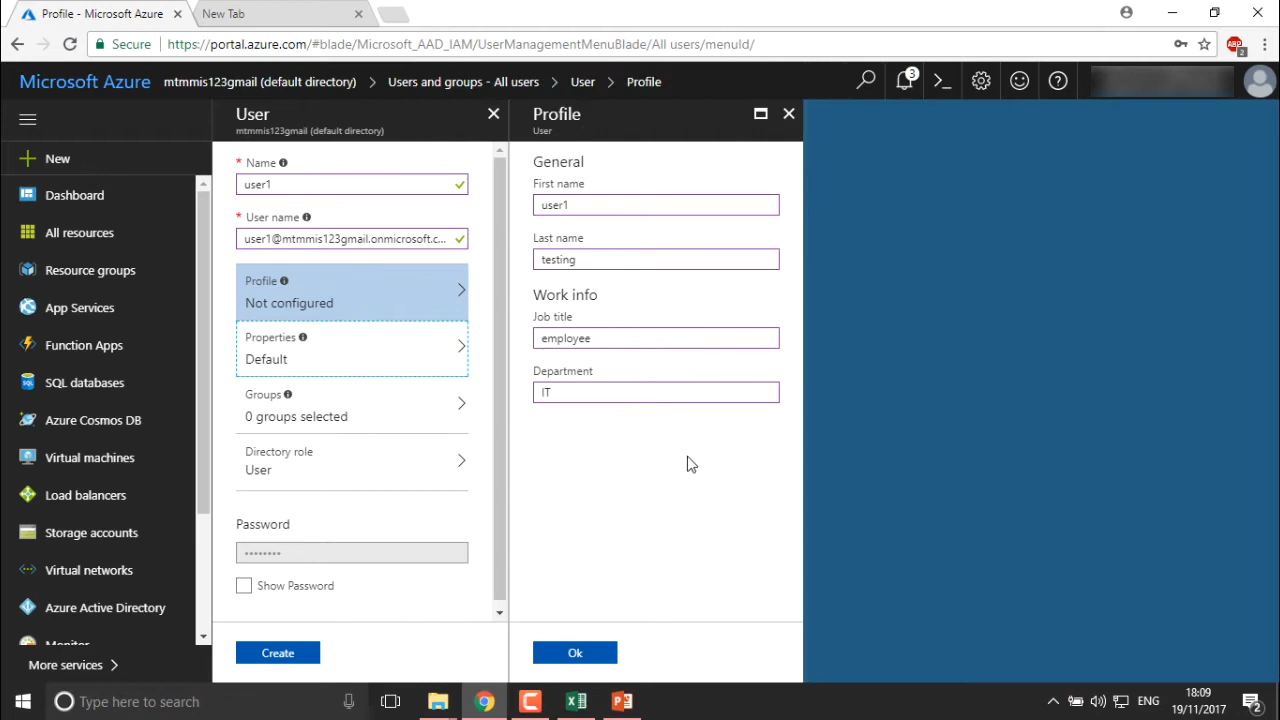 Profile - Microsoft Azure
New Tab
Secure
https://portal.azure.com/#blade/Microsoft_AAD_IAM/UserManagementMenuBlade/All users/menuId/
ABP
2
Microsoft Azure
mtmmis123gmail (default directory)
Users and groups - All users
User
Profile
3
New
Dashboard
All resources
Resource groups
App Services
Function Apps
SQL databases
Azure Cosmos DB
Virtual machines
Load balancers
Storage accounts
Virtual networks
Azure Active Directory
Monitor
More services
User
mtmmis123gmail (default directory)
* Name
user1
* User name
user1@mtmmis123gmail.onmicrosoft.c...
Profile
Not configured
Properties
Default
Groups
0 groups selected
Directory role
User
Password
••••••••
Show Password
Create
Profile
User
General
First name
user1
Last name
testing
Work info
Job title
employee
Department
IT
Ok
Type here to search
ENG
18:09
19/11/2017
2